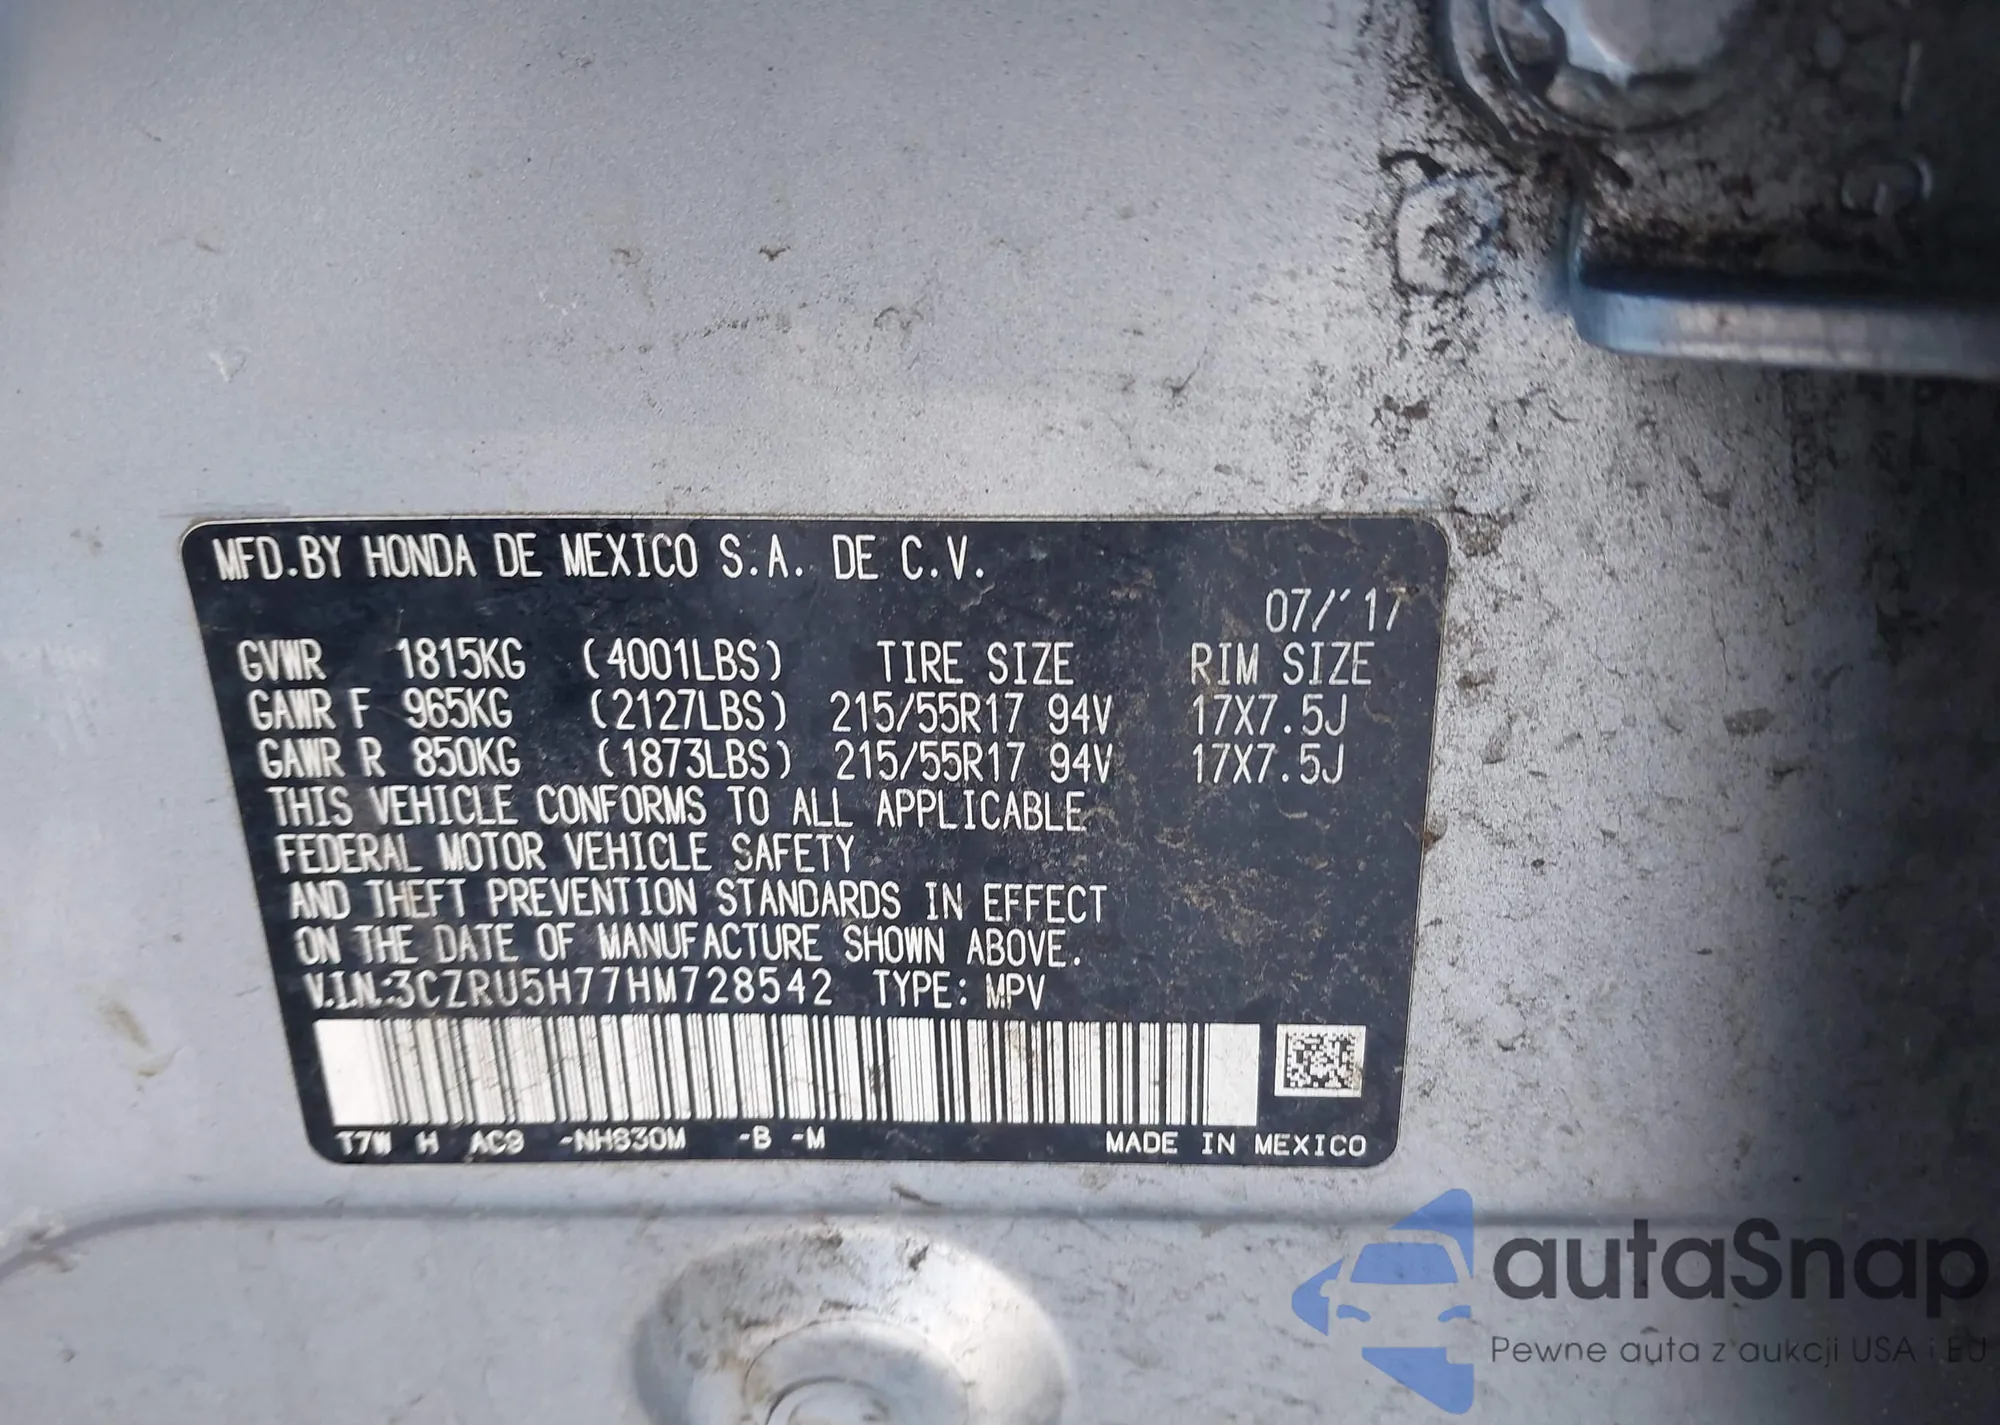 MFD.BY HONDA DE MEXICO S.A. DE C.V.
07/'17
GVWR 1815KG (4001LBS) TIRE SIZE RIM SIZE
GAWR F 965KG (2127LBS) 215/55R17 94V 17X7.5J
GAWR R 850KG (1873LBS) 215/55R17 94V 17X7.5J
THIS VEHICLE CONFORMS TO ALL APPLICABLE
FEDERAL MOTOR VEHICLE SAFETY
AND THEFT PREVENTION STANDARDS IN EFFECT
ON THE DATE OF MANUFACTURE SHOWN ABOVE.
V.I.N.:3CZRU5H77HM728542 TYPE: MPV
T7W H AC9 -NH830M -B -M MADE IN MEXICO
autaSnap
Pewne auta z aukcji USA i EU